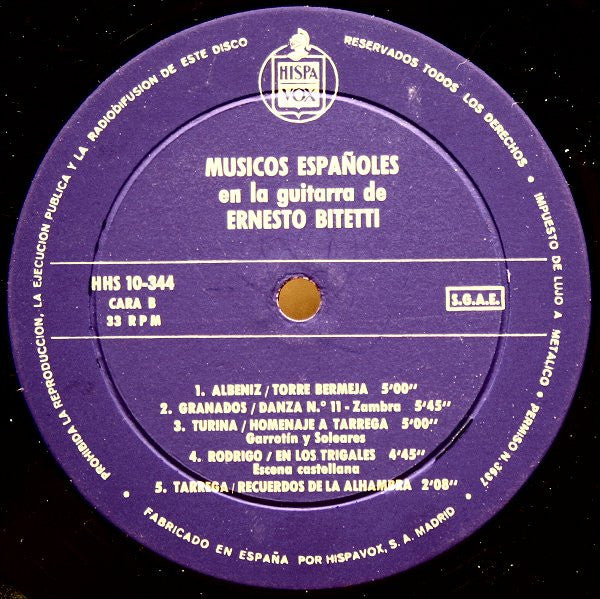 HISPA
VOX
MUSICOS ESPAÑOLES
en la guitarra de
ERNESTO BITETTI
HHS 10-344
CARA B
33 RPM
S.G.A.E.
1. ALBENIZ / TORRE BERMEJA 5'00"
2. GRANADOS / DANZA N.º 11 - Zambra 5'45"
3. TURINA / HOMENAJE A TARREGA 5'00"
Garrotín y Soleares
4. RODRIGO / EN LOS TRIGALES 4'45"
Escena castellana
5. TARREGA / RECUERDOS DE LA ALHAMBRA 2'08"
PROHIBIDA LA REPRODUCCION, LA EJECUCION PUBLICA Y LA RADIODIFUSION DE ESTE DISCO
RESERVADOS TODOS LOS DERECHOS • IMPUESTO DE LUJO A METALICO • PERMISO N. 3697
FABRICADO EN ESPAÑA POR HISPAVOX, S. A. MADRID